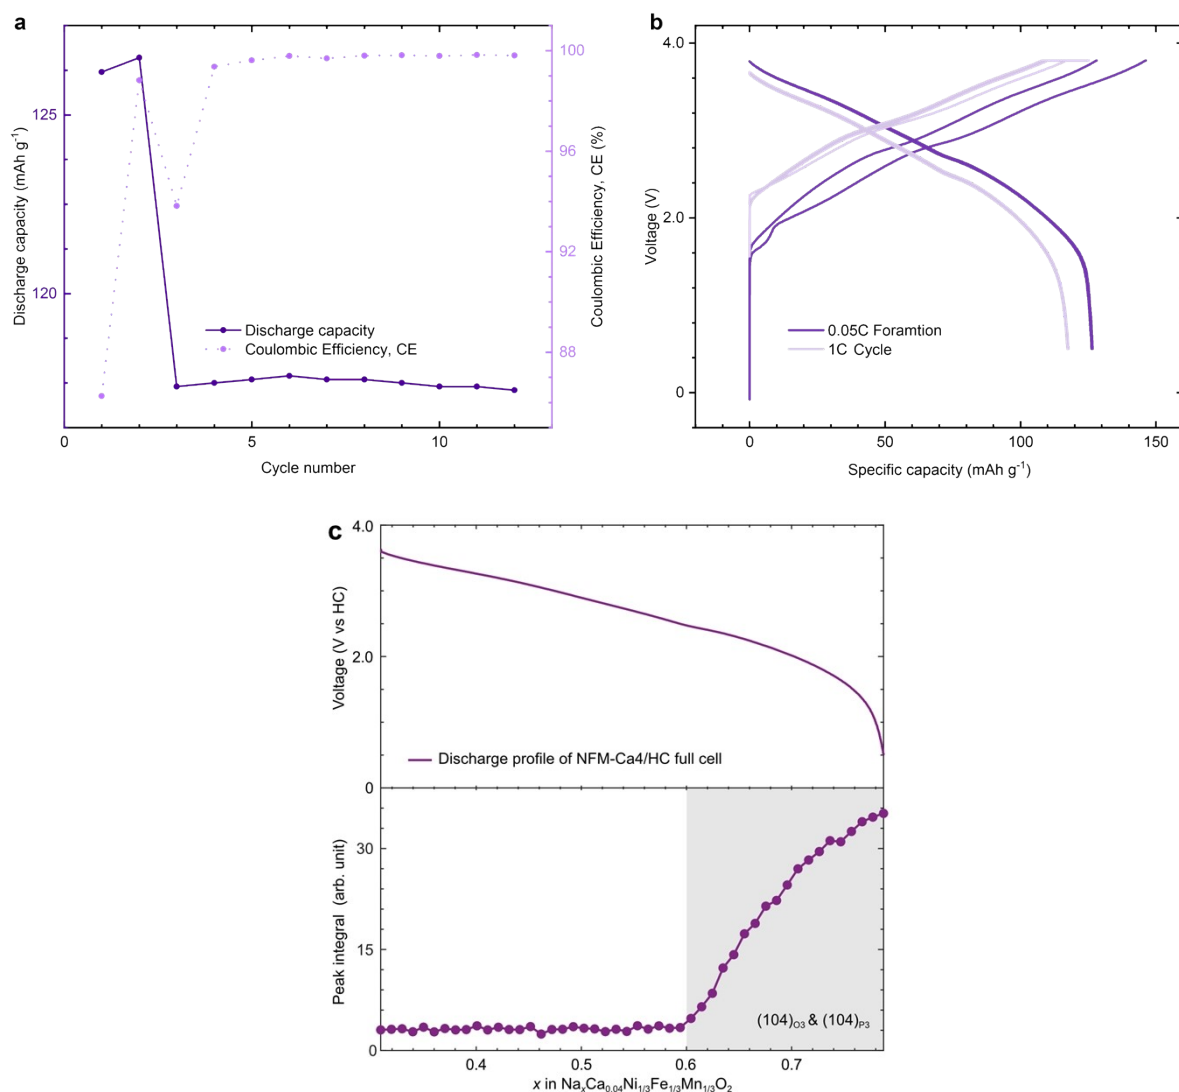 a
Discharge capacity (mAh g⁻¹)
125
120
0
5
10
Cycle number
100
96
92
88
Coulombic Efficiency, CE (%)
Discharge capacity
Coulombic Efficiency, CE
b
Voltage (V)
4.0
2.0
0
0
50
100
150
Specific capacity (mAh g⁻¹)
0.05C Foramtion
1C Cycle
c
Voltage (V vs HC)
4.0
2.0
0
Discharge profile of NFM-Ca4/HC full cell
Peak integral (arb. unit)
30
15
0
(104)O3 & (104)P3
0.4
0.5
0.6
0.7
x in NaₓCa₀.₀₄Ni₁/₃Fe₁/₃Mn₁/₃O₂